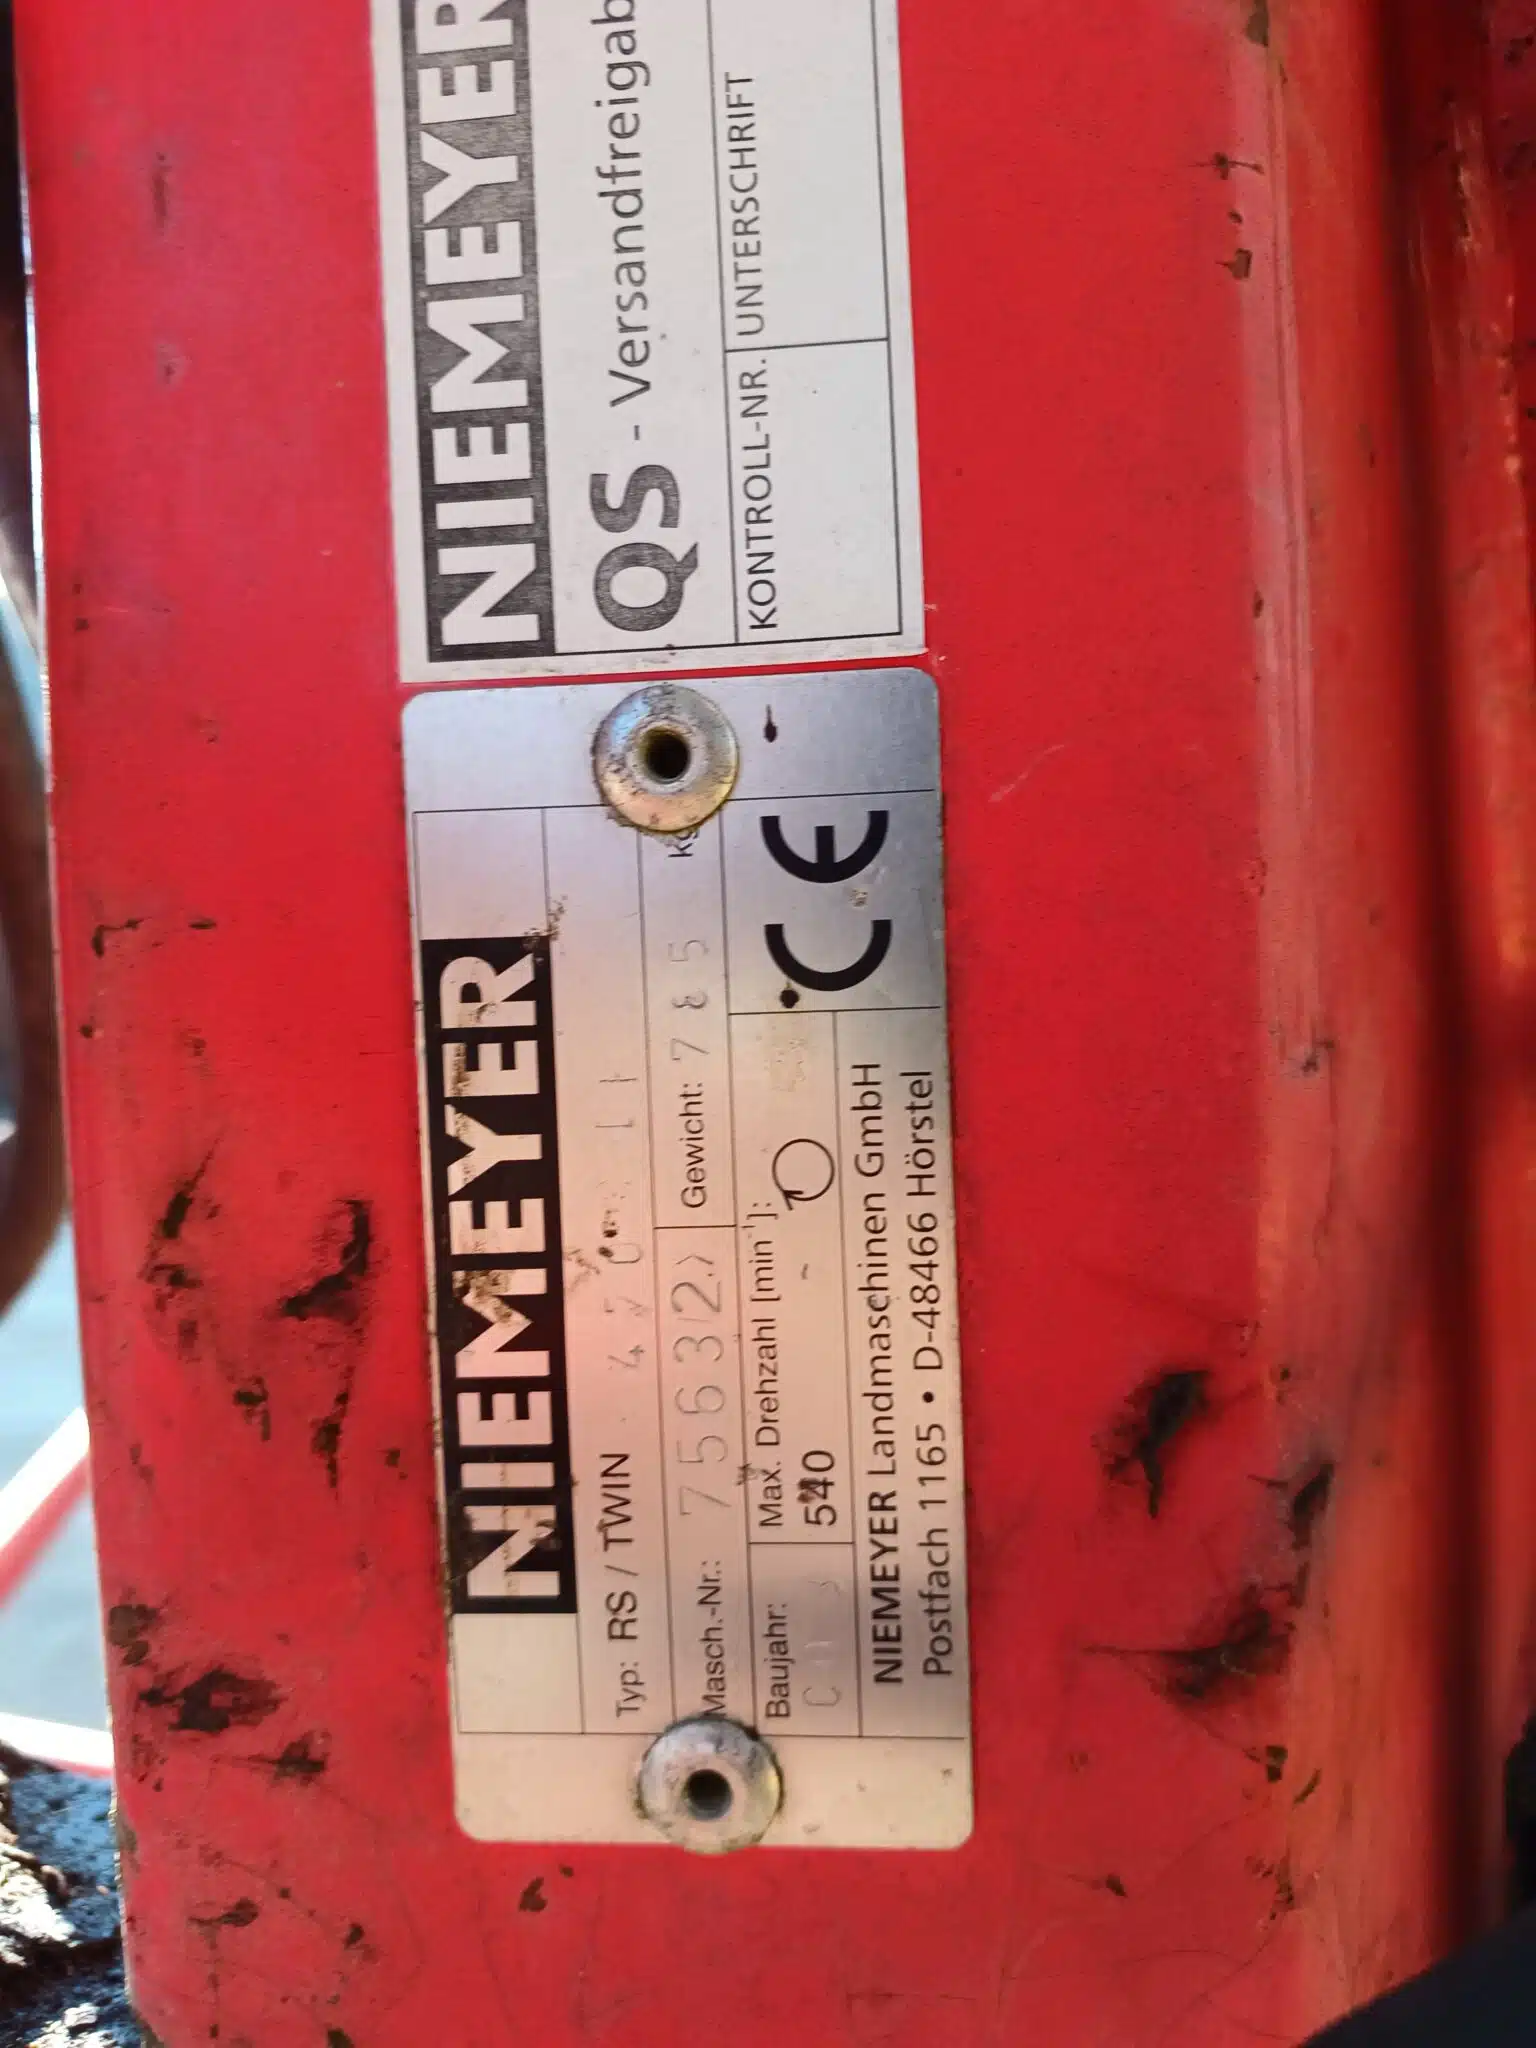 NIEMEYER
Typ: RS / TWIN
Masch.-Nr.: 75632 Gewicht: 785 kg
Baujahr: Max. Drehzahl [min⁻¹]:
540
CE
NIEMEYER Landmaschinen GmbH
Postfach 1165 • D-48466 Hörstel
NIEMEYER
QS - Versandfreigab
KONTROLL-NR. UNTERSCHRIFT